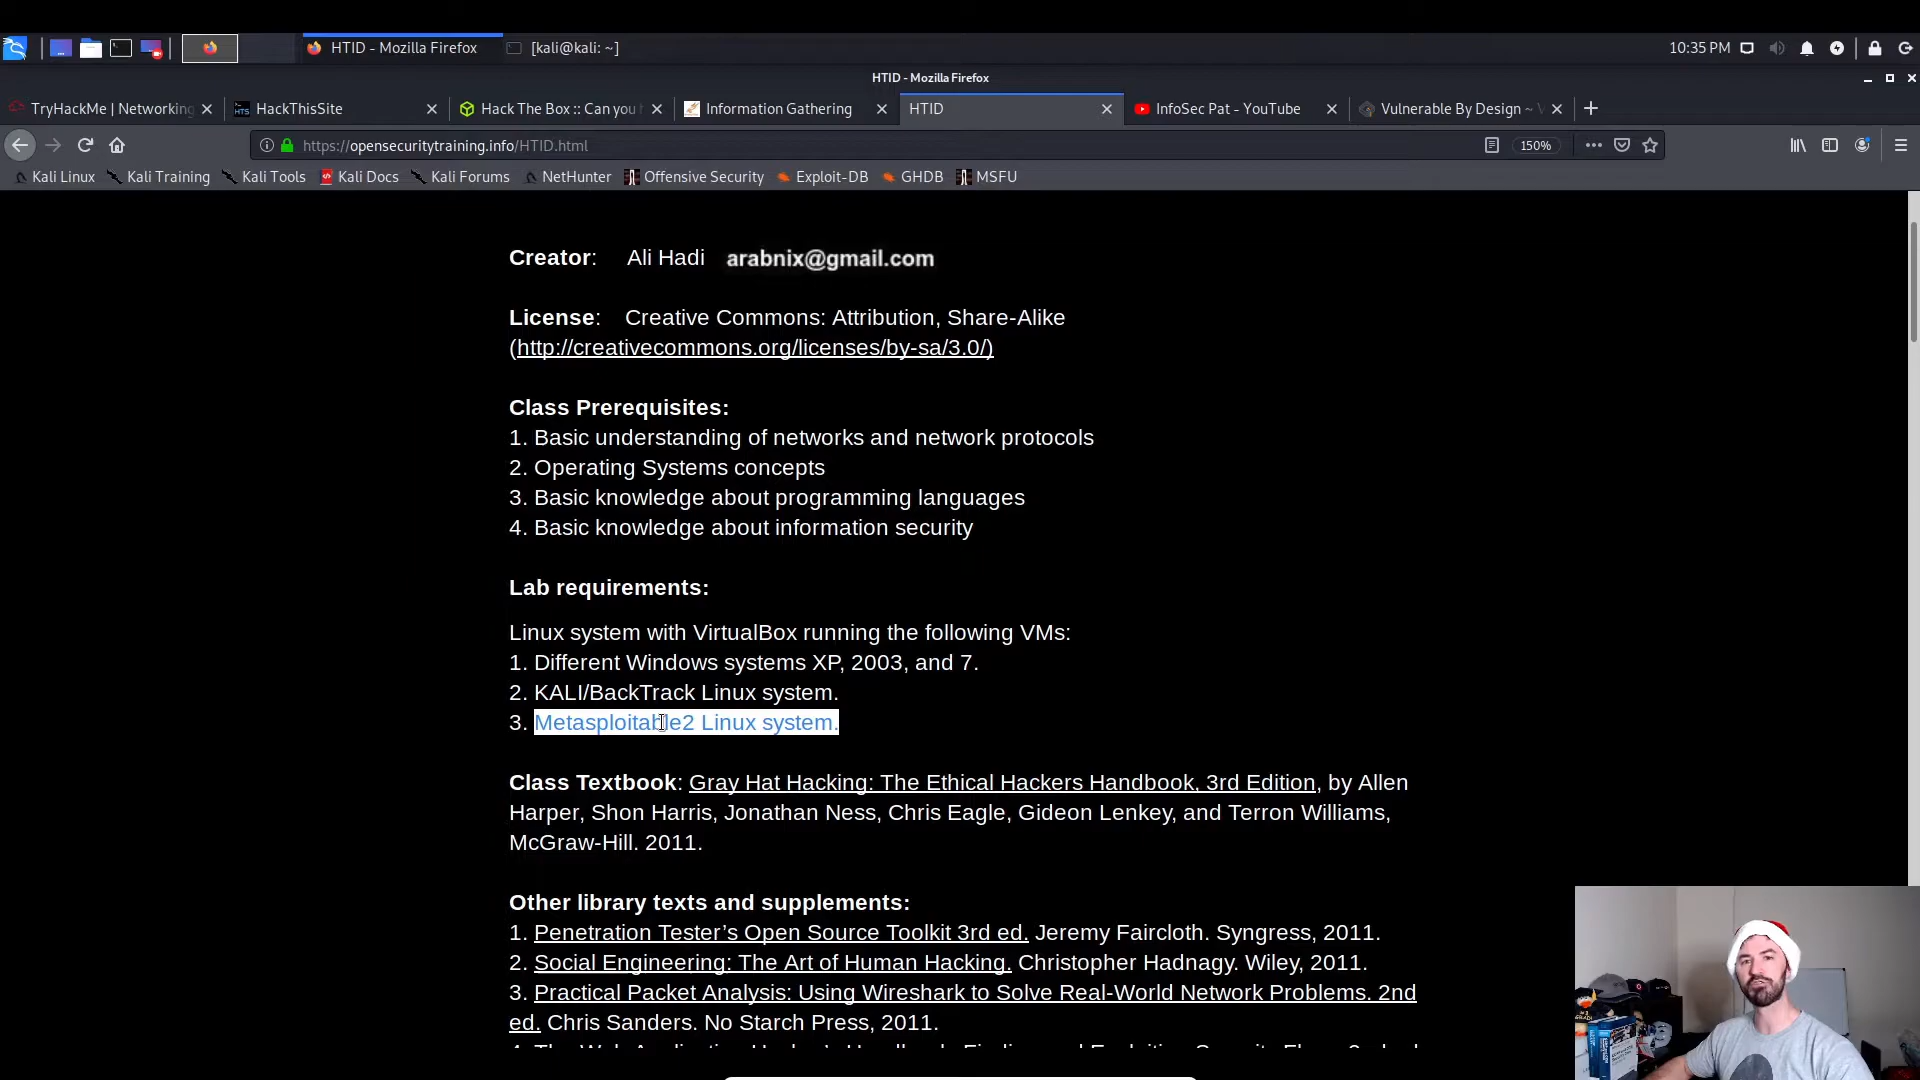 HTID - Mozilla Firefox
[kali@kali: ~]
10:35 PM
HTID - Mozilla Firefox
TryHackMe | Networking
HackThisSite
Hack The Box :: Can you
Information Gathering
HTID
InfoSec Pat - YouTube
Vulnerable By Design ~
https://opensecuritytraining.info/HTID.html
150%
Kali Linux
Kali Training
Kali Tools
Kali Docs
Kali Forums
NetHunter
Offensive Security
Exploit-DB
GHDB
MSFU
Creator: Ali Hadi arabnix@gmail.com
License: Creative Commons: Attribution, Share-Alike
(http://creativecommons.org/licenses/by-sa/3.0/)
Class Prerequisites:
1. Basic understanding of networks and network protocols
2. Operating Systems concepts
3. Basic knowledge about programming languages
4. Basic knowledge about information security
Lab requirements:
Linux system with VirtualBox running the following VMs:
1. Different Windows systems XP, 2003, and 7.
2. KALI/BackTrack Linux system.
3. Metasploitable2 Linux system.
Class Textbook: Gray Hat Hacking: The Ethical Hackers Handbook, 3rd Edition, by Allen
Harper, Shon Harris, Jonathan Ness, Chris Eagle, Gideon Lenkey, and Terron Williams,
McGraw-Hill. 2011.
Other library texts and supplements:
1. Penetration Tester's Open Source Toolkit 3rd ed. Jeremy Faircloth. Syngress, 2011.
2. Social Engineering: The Art of Human Hacking. Christopher Hadnagy. Wiley, 2011.
3. Practical Packet Analysis: Using Wireshark to Solve Real-World Network Problems. 2nd
ed. Chris Sanders. No Starch Press, 2011.